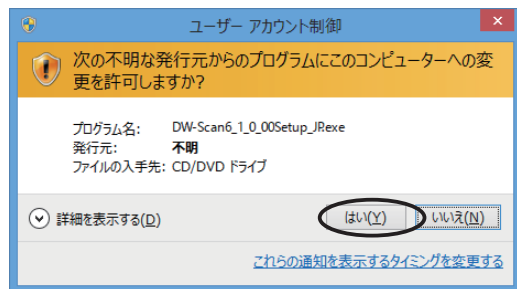 ユーザー アカウント制御
次の不明な発行元からのプログラムにこのコンピューターへの変
更を許可しますか?
プログラム名: DW-Scan6_1_0_00Setup_JP.exe
発行元: 不明
ファイルの入手先: CD/DVD ドライブ
詳細を表示する(D) はい(Y) いいえ(N)
これらの通知を表示するタイミングを変更する